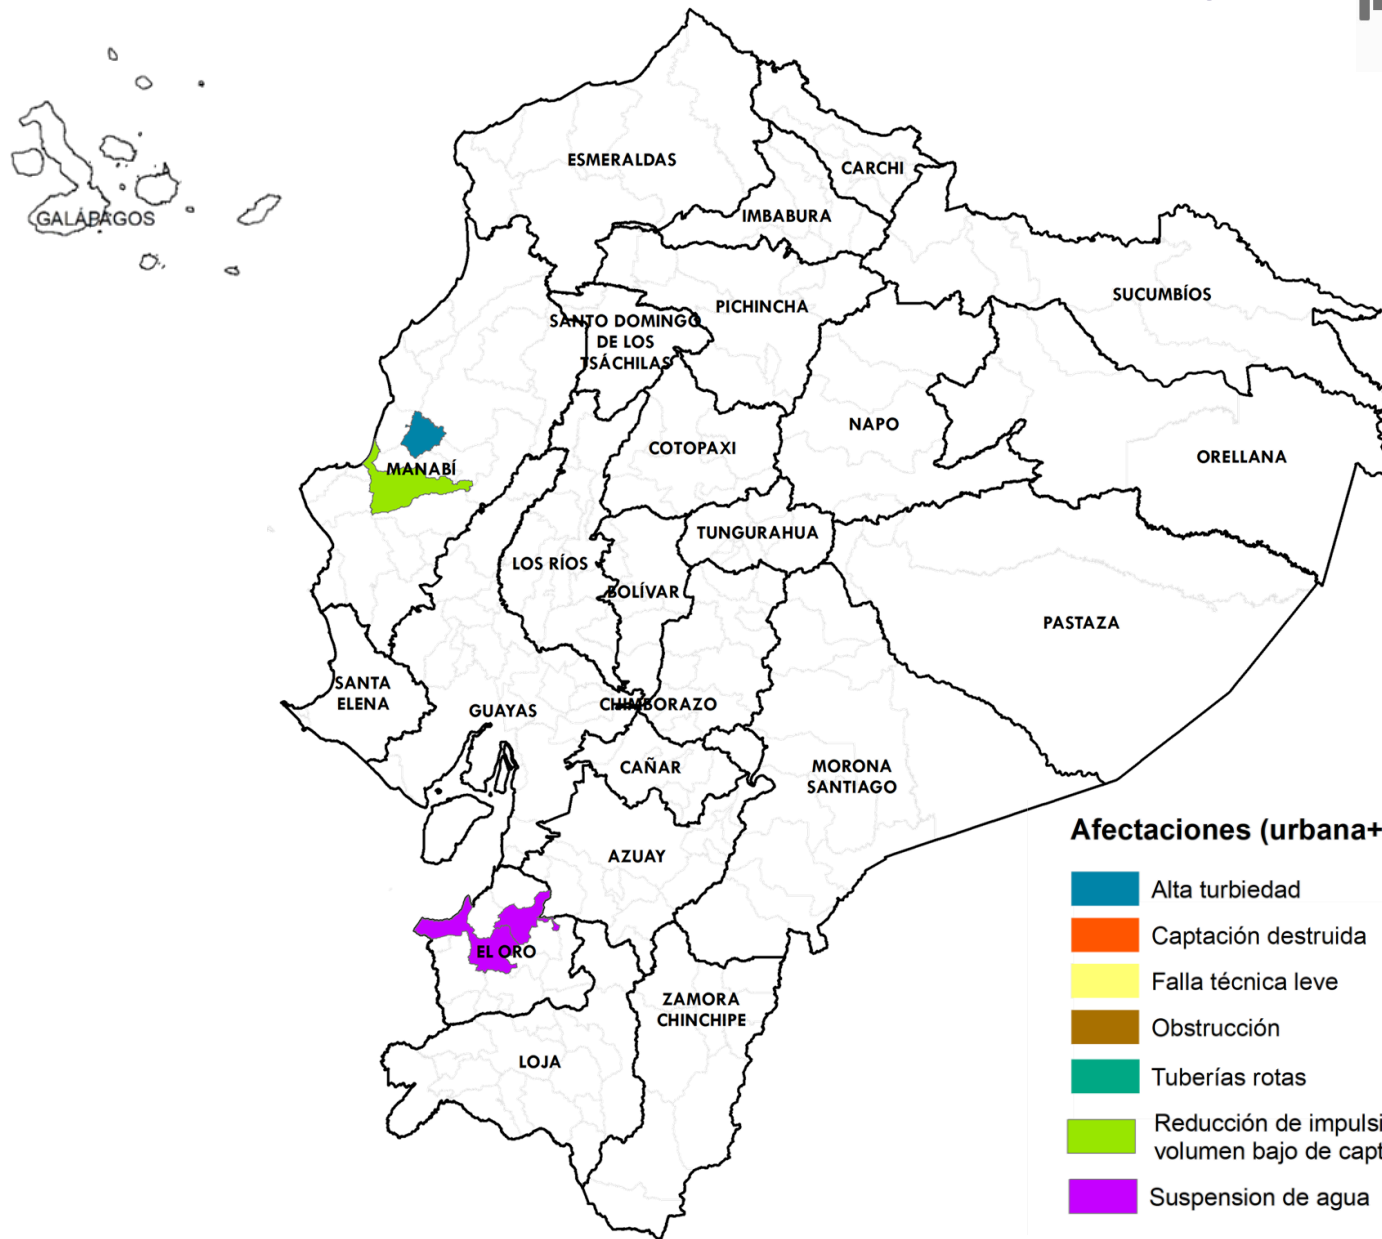 ESMERALDAS
CARCHI
IMBABURA
GALÁPAGOS
SUCUMBÍOS
PICHINCHA
SANTO DOMINGO
DE LOS
TSÁCHILAS
NAPO
COTOPAXI
ORELLANA
MANABÍ
TUNGURAHUA
LOS RÍOS
BOLÍVAR
PASTAZA
SANTA
ELENA
GUAYAS
CHIMBORAZO
CAÑAR
MORONA
SANTIAGO
AZUAY
EL ORO
ZAMORA
CHINCHIPE
LOJA
Afectaciones (urbana+
Alta turbiedad
Captación destruida
Falla técnica leve
Obstrucción
Tuberías rotas
Reducción de impulsi
volumen bajo de capt
Suspension de agua